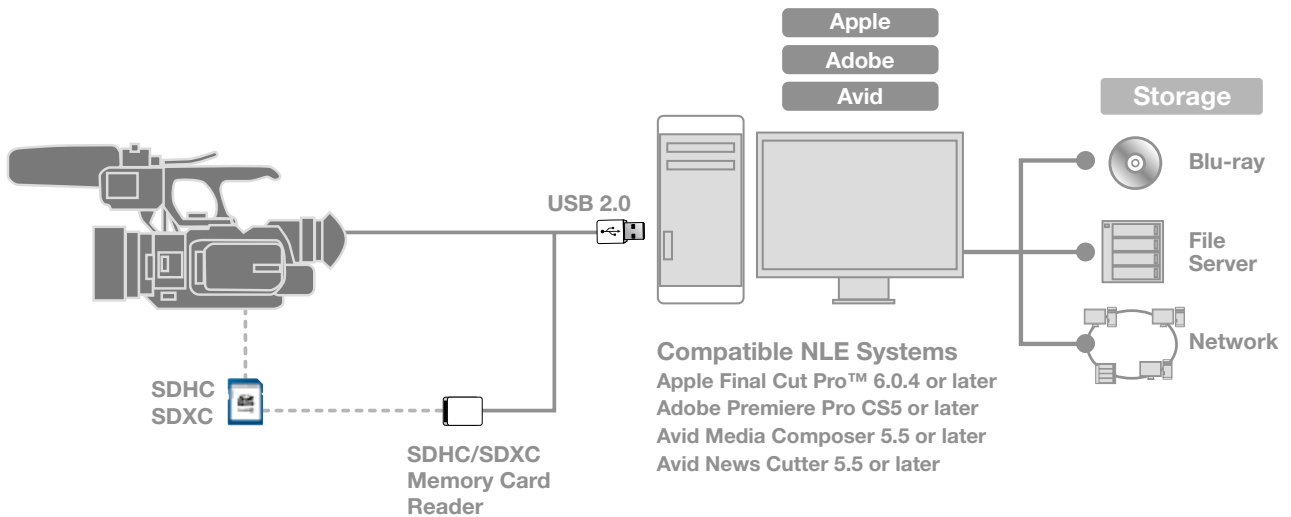 Apple
Adobe
Avid
Storage
USB 2.0
Blu-ray
File
Server
Network
SDHC
SDXC
SDHC/SDXC
Memory Card
Reader
Compatible NLE Systems
Apple Final Cut Pro™ 6.0.4 or later
Adobe Premiere Pro CS5 or later
Avid Media Composer 5.5 or later
Avid News Cutter 5.5 or later